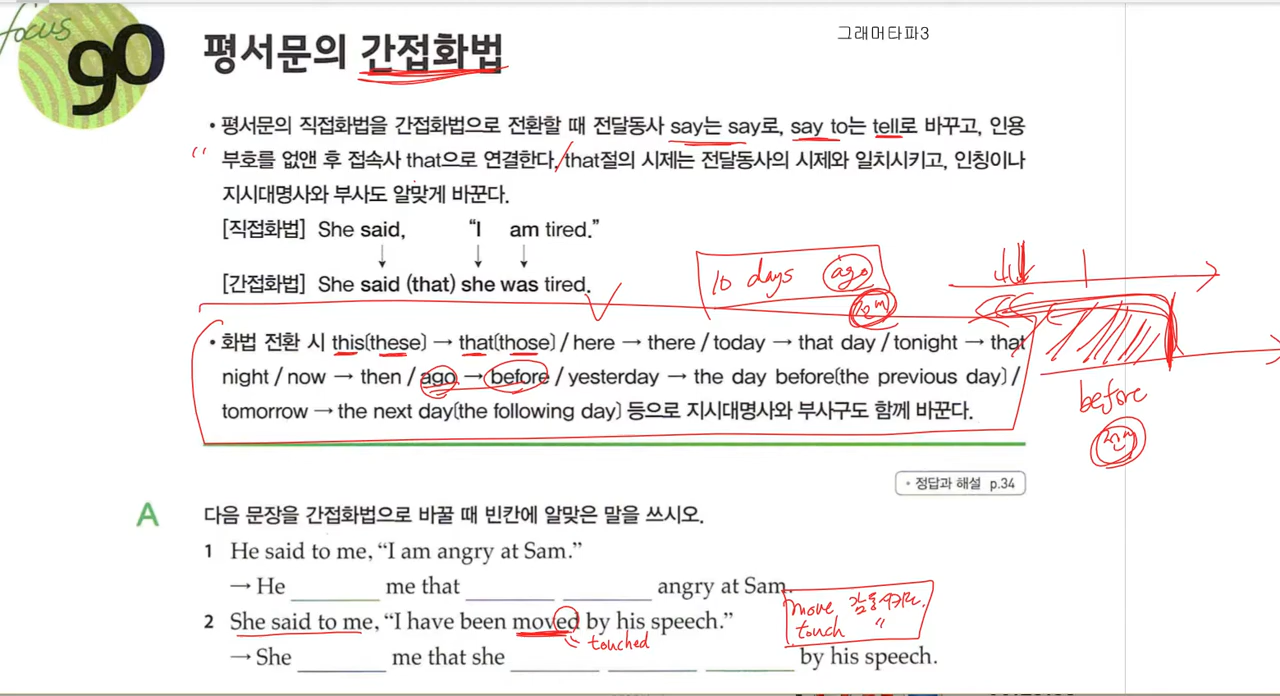 focus
90
평서문의 간접화법
그래머타파3
• 평서문의 직접화법을 간접화법으로 전환할 때 전달동사 say는 say로, say to는 tell로 바꾸고, 인용
부호를 없앤 후 접속사 that으로 연결한다. that절의 시제는 전달동사의 시제와 일치시키고, 인칭이나
지시대명사와 부사도 알맞게 바꾼다.
[직접화법] She said, “I am tired.”
↓ ↓ ↓
[간접화법] She said (that) she was tired.
10 days ago
전에
• 화법 전환 시 this(these) → that(those) / here → there / today → that day / tonight → that
night / now → then / ago → before / yesterday → the day before(the previous day) /
tomorrow → the next day(the following day) 등으로 지시대명사와 부사구도 함께 바꾼다.
before
전에
• 정답과 해설 p.34
A 다음 문장을 간접화법으로 바꿀 때 빈칸에 알맞은 말을 쓰시오.
1 He said to me, “I am angry at Sam.”
→ He ________ me that ________ ________ angry at Sam.
2 She said to me, “I have been moved by his speech.”
touched
move 감동시키다.
touch 〃
→ She ________ me that she ________ ________ ________ by his speech.